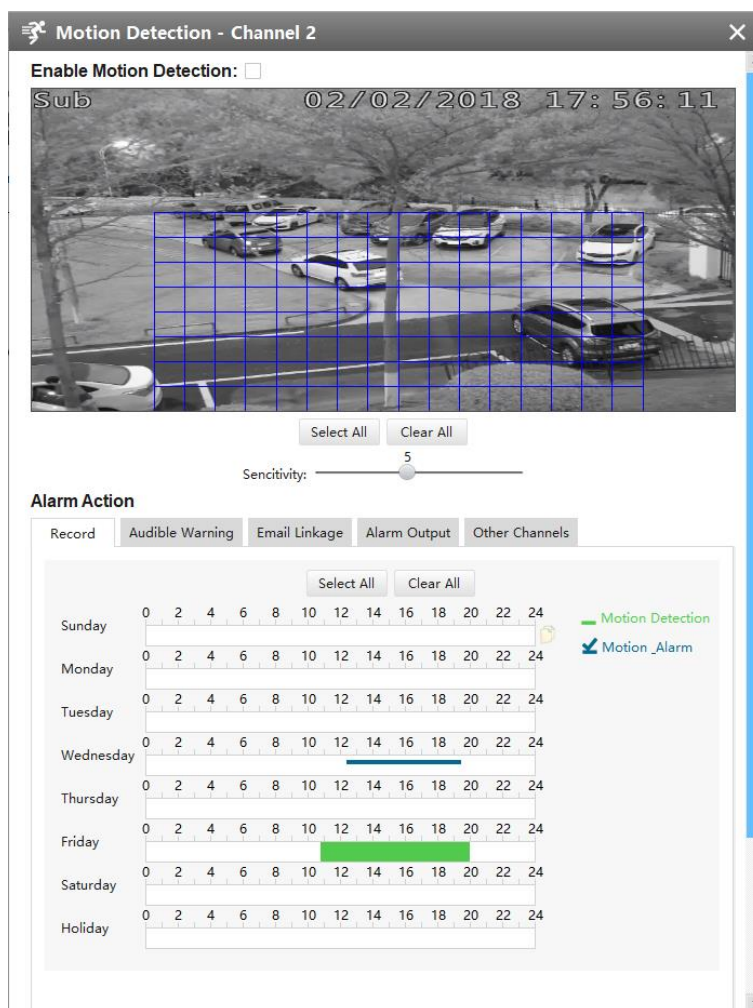 Motion Detection - Channel 2
Enable Motion Detection:
Sub 02/02/2018 17:56:11
Select All Clear All
5
Sencitivity:
Alarm Action
Record Audible Warning Email Linkage Alarm Output Other Channels
Select All Clear All
0 2 4 6 8 10 12 14 16 18 20 22 24
Sunday
Motion Detection
0 2 4 6 8 10 12 14 16 18 20 22 24
Monday
Motion _Alarm
0 2 4 6 8 10 12 14 16 18 20 22 24
Tuesday
0 2 4 6 8 10 12 14 16 18 20 22 24
Wednesday
0 2 4 6 8 10 12 14 16 18 20 22 24
Thursday
0 2 4 6 8 10 12 14 16 18 20 22 24
Friday
0 2 4 6 8 10 12 14 16 18 20 22 24
Saturday
0 2 4 6 8 10 12 14 16 18 20 22 24
Holiday